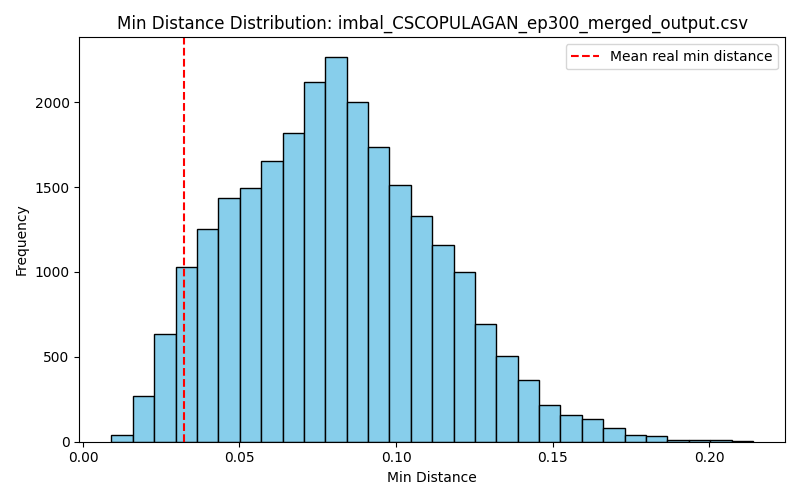 Min Distance Distribution: imbal_CSCOPULAGAN_ep300_merged_output.csv
Mean real min distance
Frequency
2000
1500
1000
500
0
0.00 0.05 0.10 0.15 0.20
Min Distance